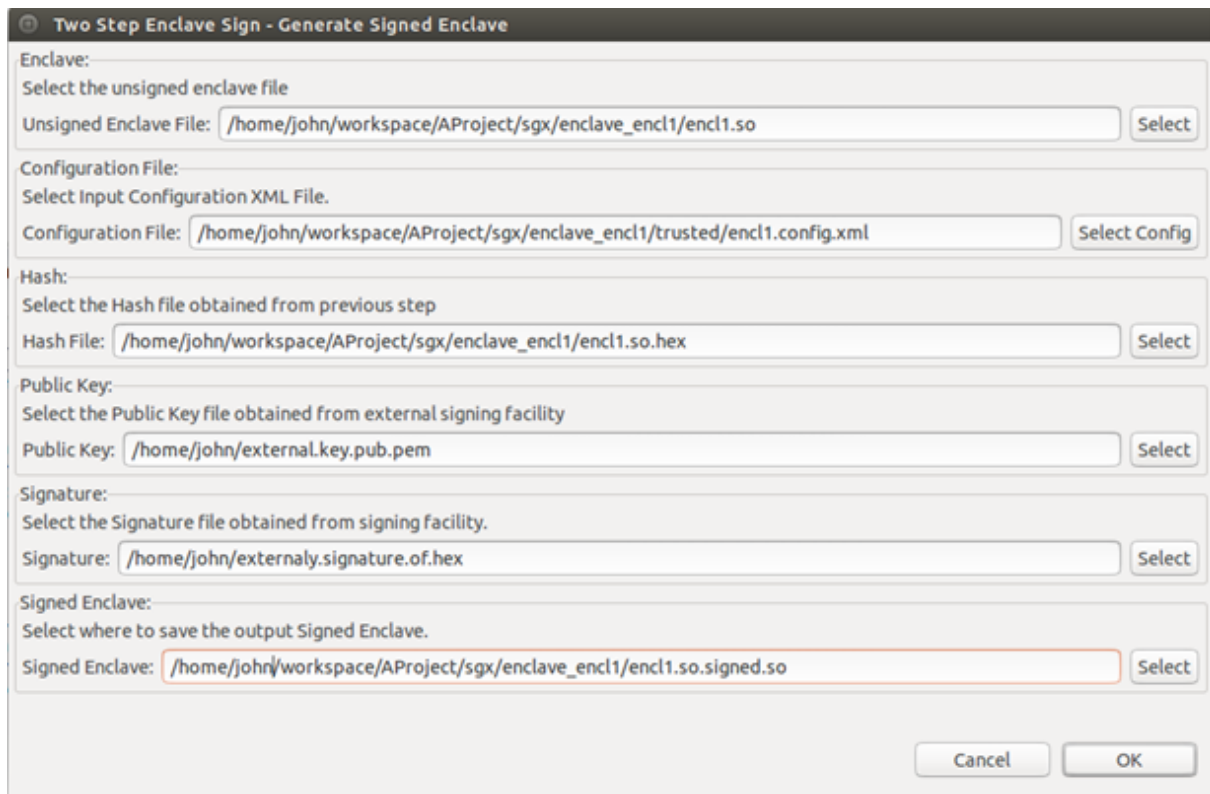 Two Step Enclave Sign - Generate Signed Enclave
Enclave:
Select the unsigned enclave file
Unsigned Enclave File: /home/john/workspace/AProject/sgx/enclave_encl1/encl1.so Select
Configuration File:
Select Input Configuration XML File.
Configuration File: /home/john/workspace/AProject/sgx/enclave_encl1/trusted/encl1.config.xml Select Config
Hash:
Select the Hash file obtained from previous step
Hash File: /home/john/workspace/AProject/sgx/enclave_encl1/encl1.so.hex Select
Public Key:
Select the Public Key file obtained from external signing facility
Public Key: /home/john/external.key.pub.pem Select
Signature:
Select the Signature file obtained from signing facility.
Signature: /home/john/externaly.signature.of.hex Select
Signed Enclave:
Select where to save the output Signed Enclave.
Signed Enclave: /home/john/workspace/AProject/sgx/enclave_encl1/encl1.so.signed.so Select
Cancel OK